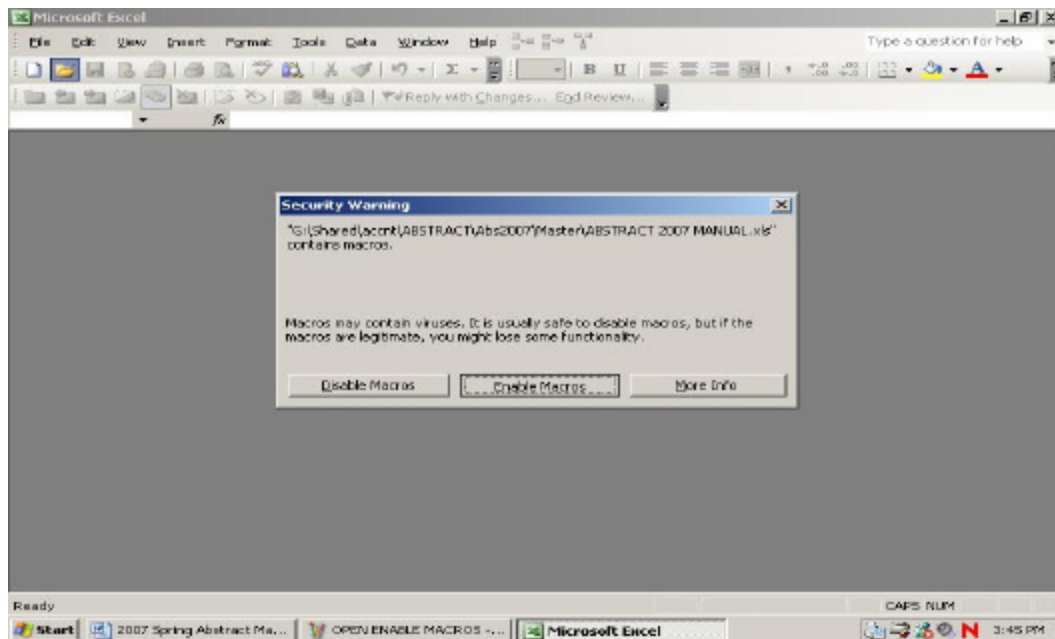 Microsoft Excel
File Edit View Insert Format Tools Data Window Help Type a question for help
Σ B U A
Reply with Changes... End Review...
fx
Security Warning
"G:\Shared\accnt\ABSTRACT\Abs2007\Master\ABSTRACT 2007 MANUAL.xls"
contains macros.
Macros may contain viruses. It is usually safe to disable macros, but if the
macros are legitimate, you might lose some functionality.
Disable Macros Enable Macros More Info
Ready CAPS NUM
Start 2007 Spring Abstract Ma... OPEN ENABLE MACROS -... Microsoft Excel N 3:45 PM